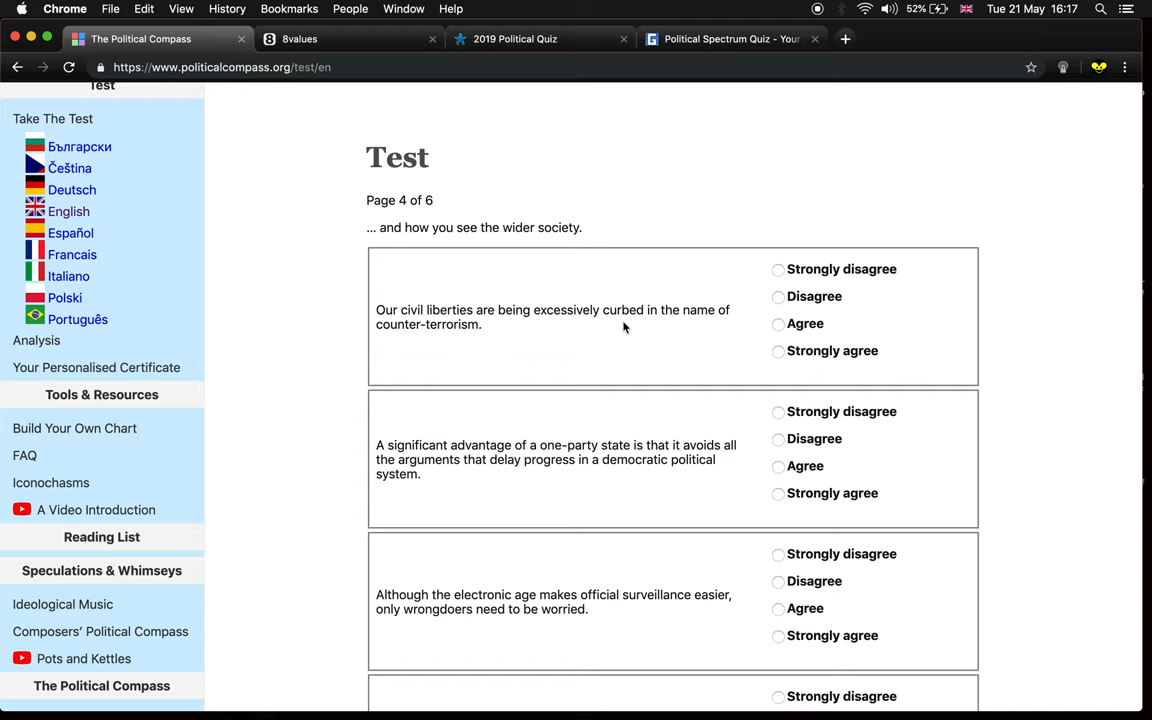 Chrome File Edit View History Bookmarks People Window Help 52% Tue 21 May 16:17
The Political Compass 8values 2019 Political Quiz Political Spectrum Quiz - Your
https://www.politicalcompass.org/test/en
Test
Take The Test
Български
Čeština
Deutsch
English
Español
Francais
Italiano
Polski
Português
Analysis
Your Personalised Certificate
Tools & Resources
Build Your Own Chart
FAQ
Iconochasms
A Video Introduction
Reading List
Speculations & Whimseys
Ideological Music
Composers’ Political Compass
Pots and Kettles
The Political Compass
Test
Page 4 of 6
... and how you see the wider society.
Our civil liberties are being excessively curbed in the name of
counter-terrorism.
Strongly disagree
Disagree
Agree
Strongly agree
A significant advantage of a one-party state is that it avoids all
the arguments that delay progress in a democratic political
system.
Strongly disagree
Disagree
Agree
Strongly agree
Although the electronic age makes official surveillance easier,
only wrongdoers need to be worried.
Strongly disagree
Disagree
Agree
Strongly agree
Strongly disagree